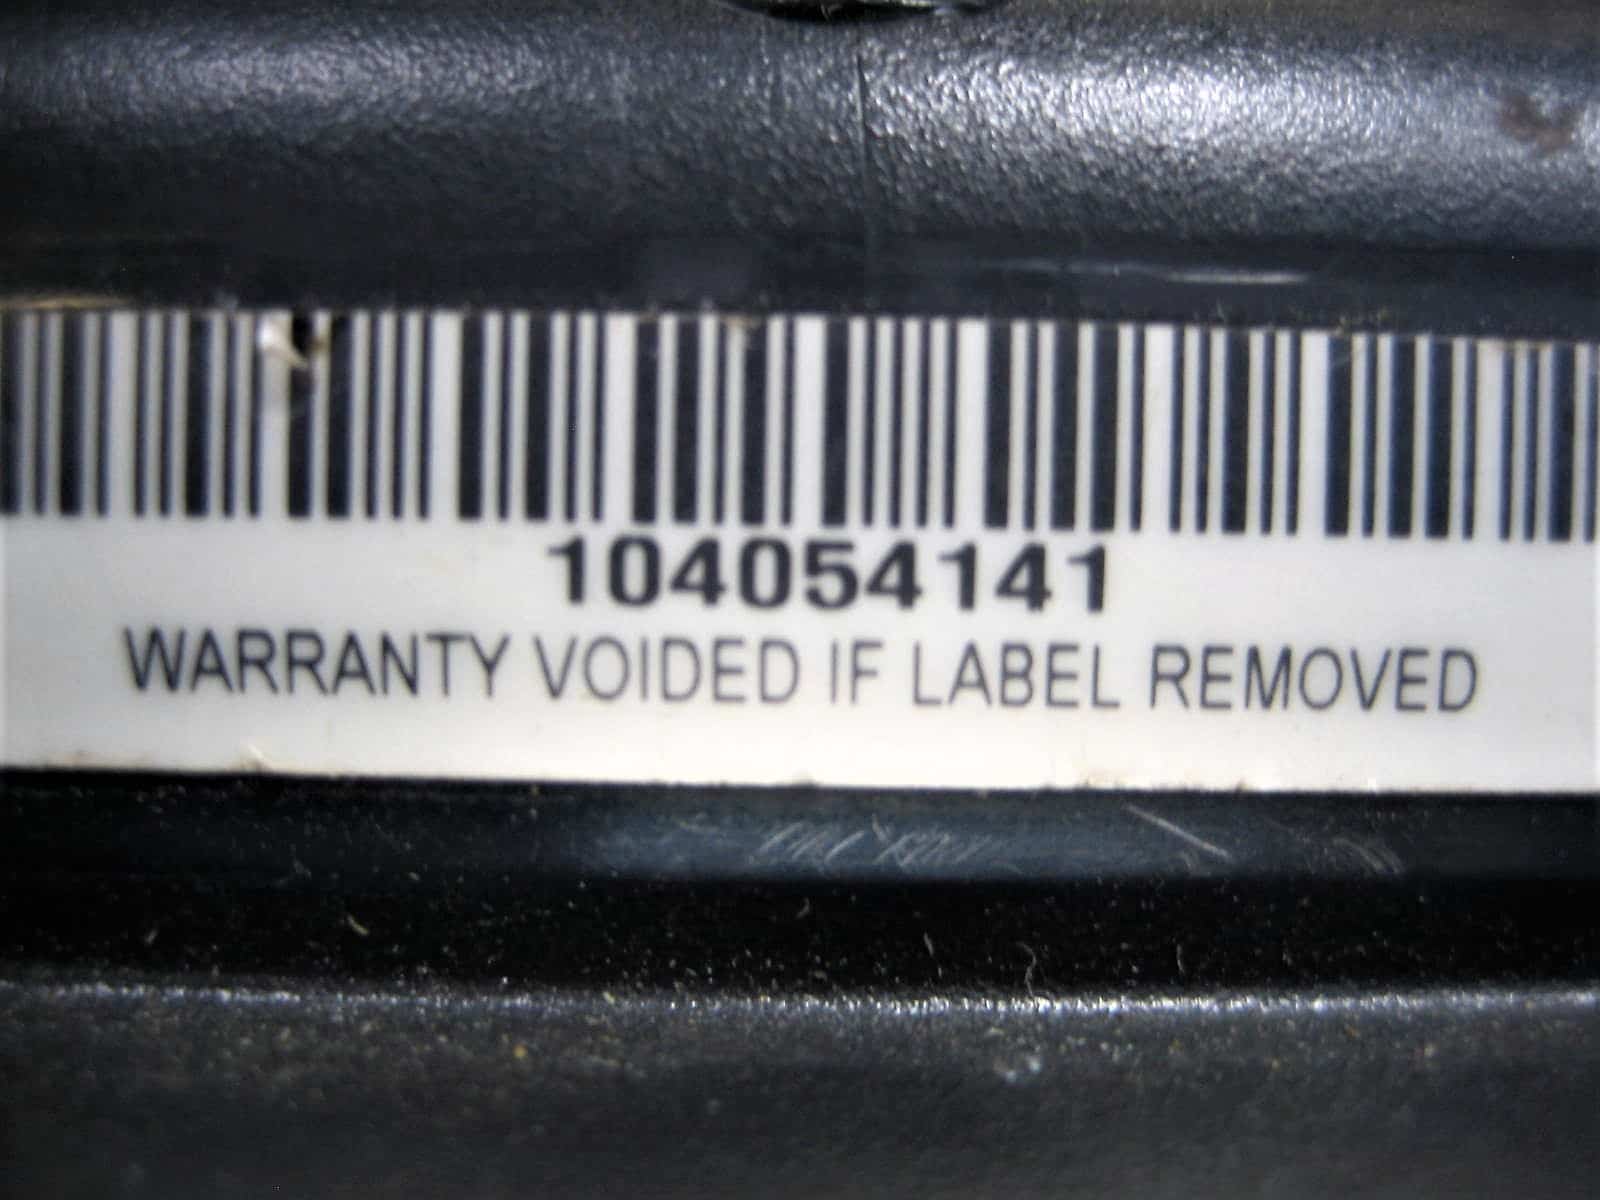 104054141
WARRANTY VOIDED IF LABEL REMOVED